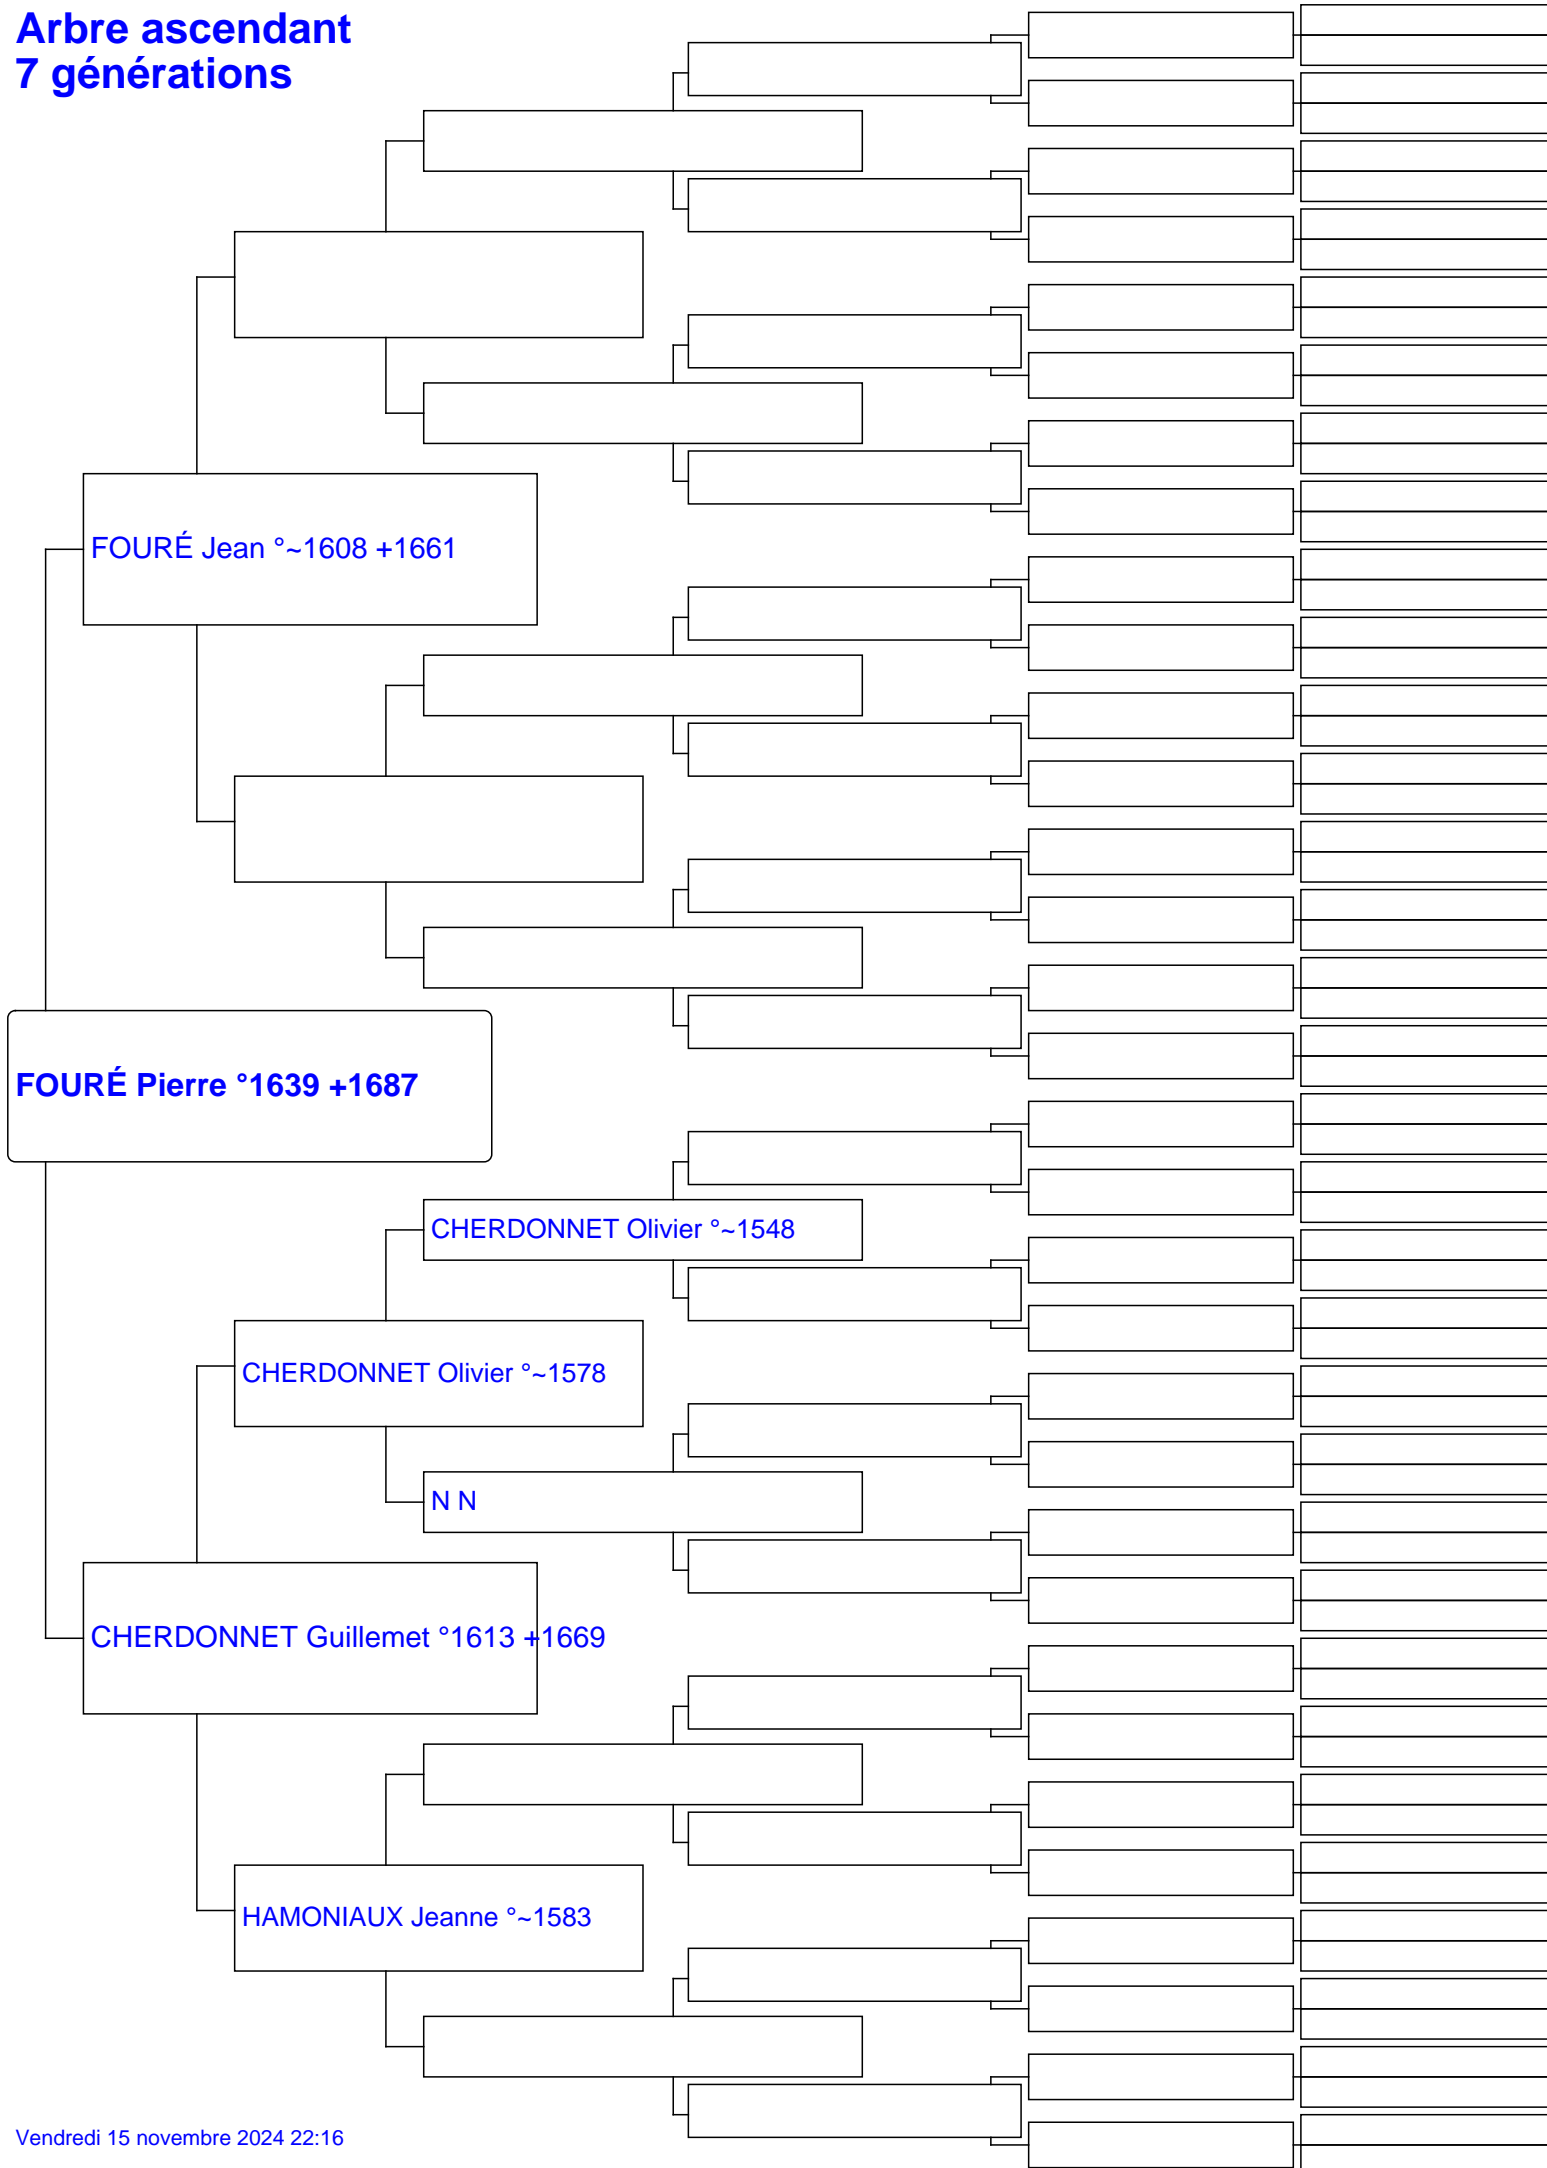 Arbre ascendant
7 générations
FOURÉ Jean °~1608 +1661
FOURÉ Pierre °1639 +1687
CHERDONNET Olivier °~1548
CHERDONNET Olivier °~1578
N N
CHERDONNET Guillemet °1613 +1669
HAMONIAUX Jeanne °~1583
Vendredi 15 novembre 2024 22:16